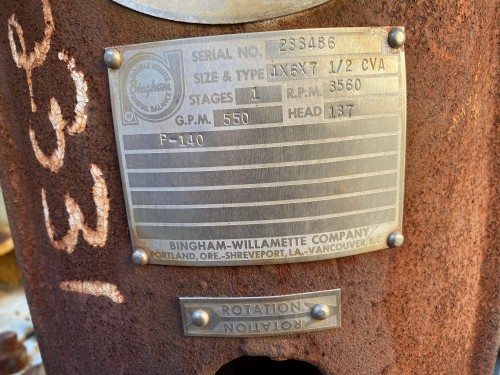 SERIAL NO. 233486
SIZE & TYPE 4X6X7 1/2 CVA
STAGES 1 R.P.M. 3560
G.P.M. 550 HEAD 137
P-140
Bingham
BINGHAM-WILLAMETTE COMPANY
PORTLAND, ORE.-SHREVEPORT, LA.-VANCOUVER, B.C.
ROTATION
ROTATION